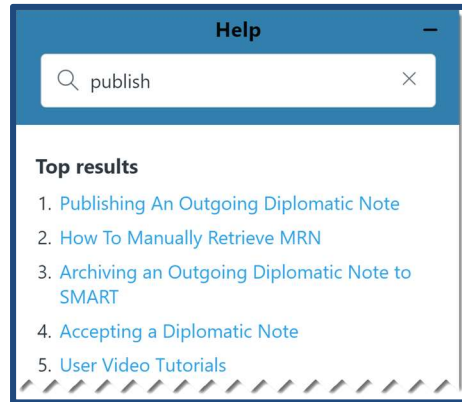 Help
publish
Top results
1. Publishing An Outgoing Diplomatic Note
2. How To Manually Retrieve MRN
3. Archiving an Outgoing Diplomatic Note to
SMART
4. Accepting a Diplomatic Note
5. User Video Tutorials